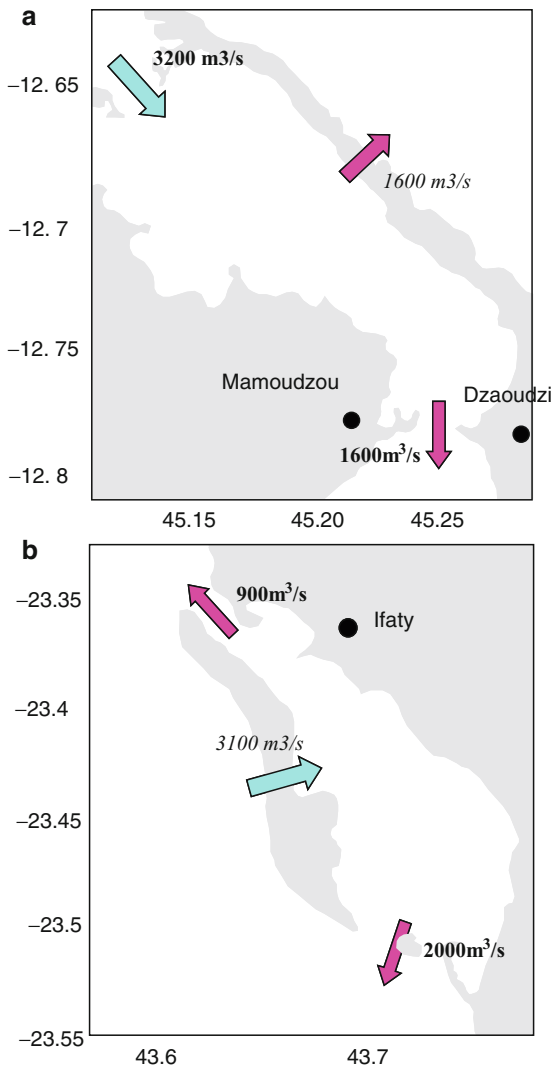 a
3200 m3/s
−12. 65
1600 m3/s
−12. 7
−12.75
Mamoudzou
Dzaoudzi
1600m³/s
−12. 8
45.15 45.20 45.25
b
900m³/s
−23.35
Ifaty
−23.4
3100 m3/s
−23.45
−23.5
2000m³/s
−23.55
43.6 43.7